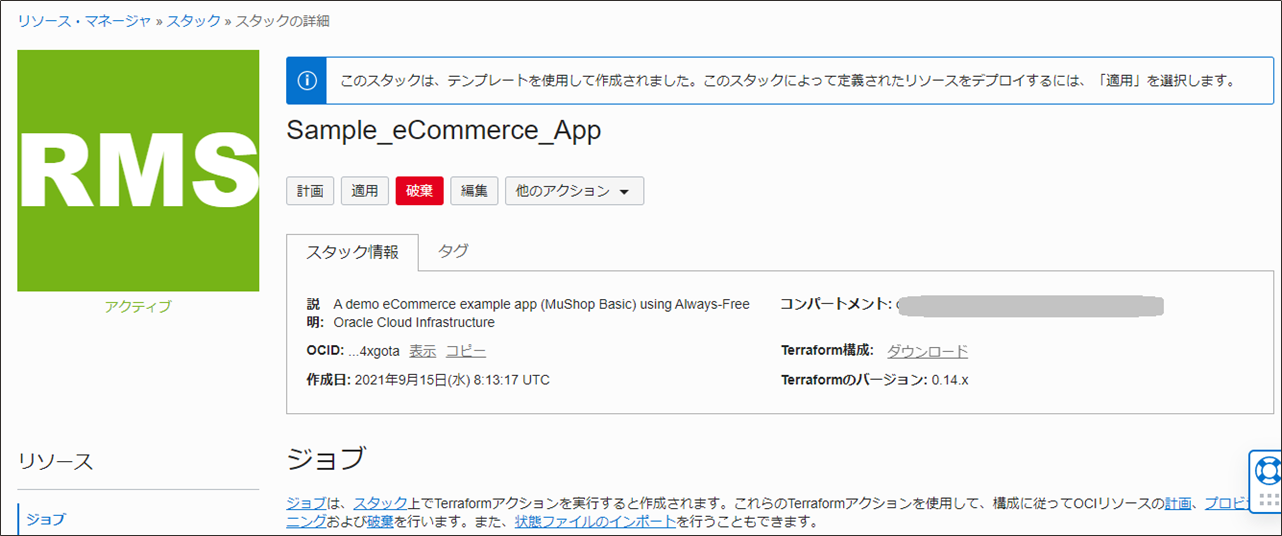 リソース・マネージャ » スタック » スタックの詳細
RMS
アクティブ
このスタックは、テンプレートを使用して作成されました。このスタックによって定義されたリソースをデプロイするには、「適用」を選択します。
Sample_eCommerce_App
計画 適用 破棄 編集 他のアクション
スタック情報 タグ
説明: A demo eCommerce example app (MuShop Basic) using Always-Free
Oracle Cloud Infrastructure
OCID: ...4xgota 表示 コピー
作成日: 2021年9月15日(水) 8:13:17 UTC
コンパートメント:
Terraform構成: ダウンロード
Terraformのバージョン: 0.14.x
リソース
ジョブ
ジョブ
ジョブは、スタック上でTerraformアクションを実行すると作成されます。これらのTerraformアクションを使用して、構成に従ってOCIリソースの計画、プロビジ
ニングおよび破棄を行います。また、状態ファイルのインポートを行うこともできます。